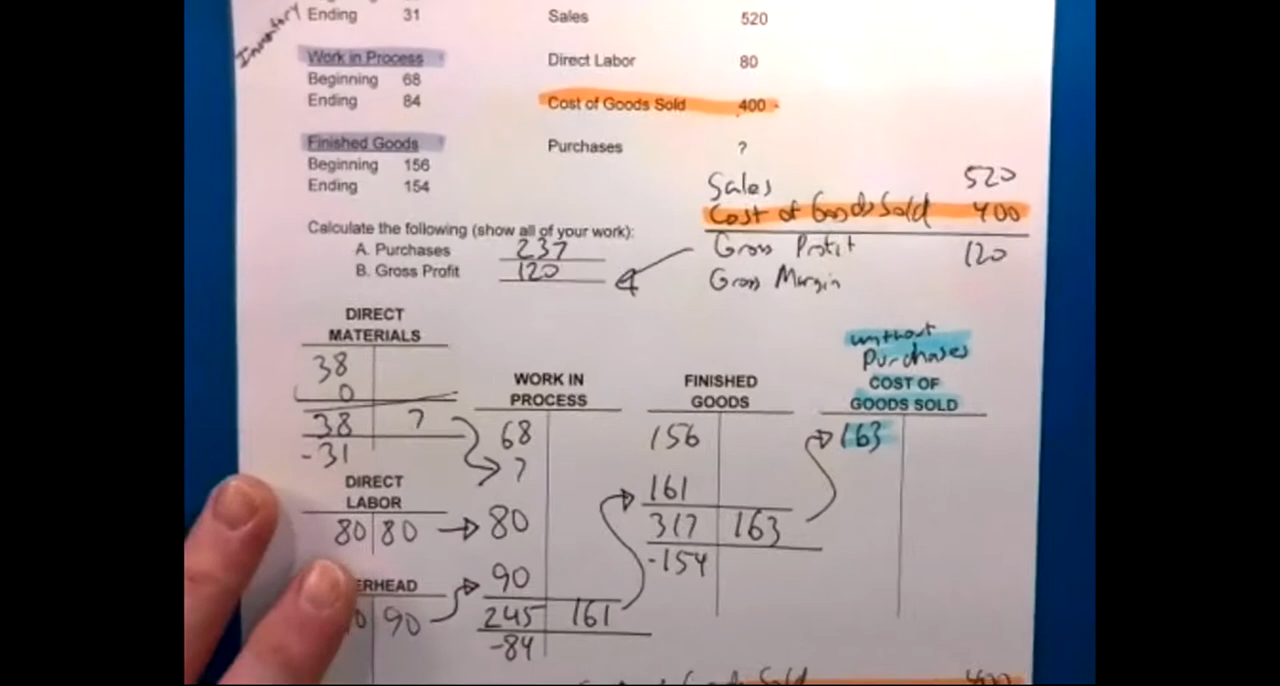 Inventory
Ending 31
Work in Process
Beginning 68
Ending 84
Finished Goods
Beginning 156
Ending 154
Sales 520
Direct Labor 80
Cost of Goods Sold 400
Purchases ?
Sales 520
Cost of Goods Sold 400
Gross Profit 120
Gross Margin
Calculate the following (show all of your work):
A. Purchases 237
B. Gross Profit 120
DIRECT
MATERIALS
38
0
38 7
-31
DIRECT
LABOR
80 80
ERHEAD
0 90
WORK IN
PROCESS
68
7
80
90
245 161
-84
FINISHED
GOODS
156
161
317 163
-154
without
Purchases
COST OF
GOODS SOLD
163